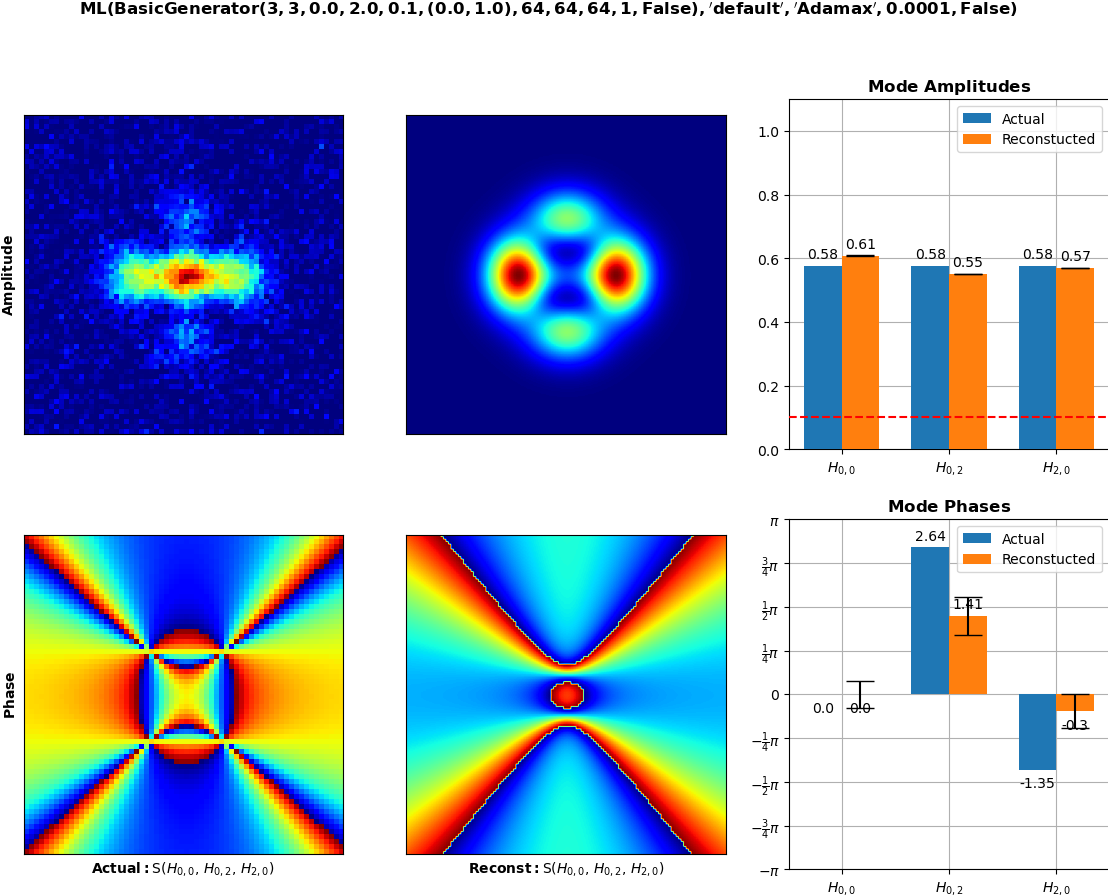 ML(BasicGenerator(3, 3, 0.0, 2.0, 0.1, (0.0, 1.0), 64, 64, 64, 1, False), ′default′, ′Adamax′, 0.0001, False)
Amplitude
Mode Amplitudes
Actual
Reconstucted
1.0
0.8
0.6
0.4
0.2
0.0
0.58
0.61
0.58
0.55
0.58
0.57
H0,0
H0,2
H2,0
Phase
Actual: S(H0,0, H0,2, H2,0)
Reconst: S(H0,0, H0,2, H2,0)
Mode Phases
Actual
Reconstucted
π
3/4π
1/2π
1/4π
0
−1/4π
−1/2π
−3/4π
−π
0.0
-0.0
2.64
1.41
-1.35
-0.3
H0,0
H0,2
H2,0